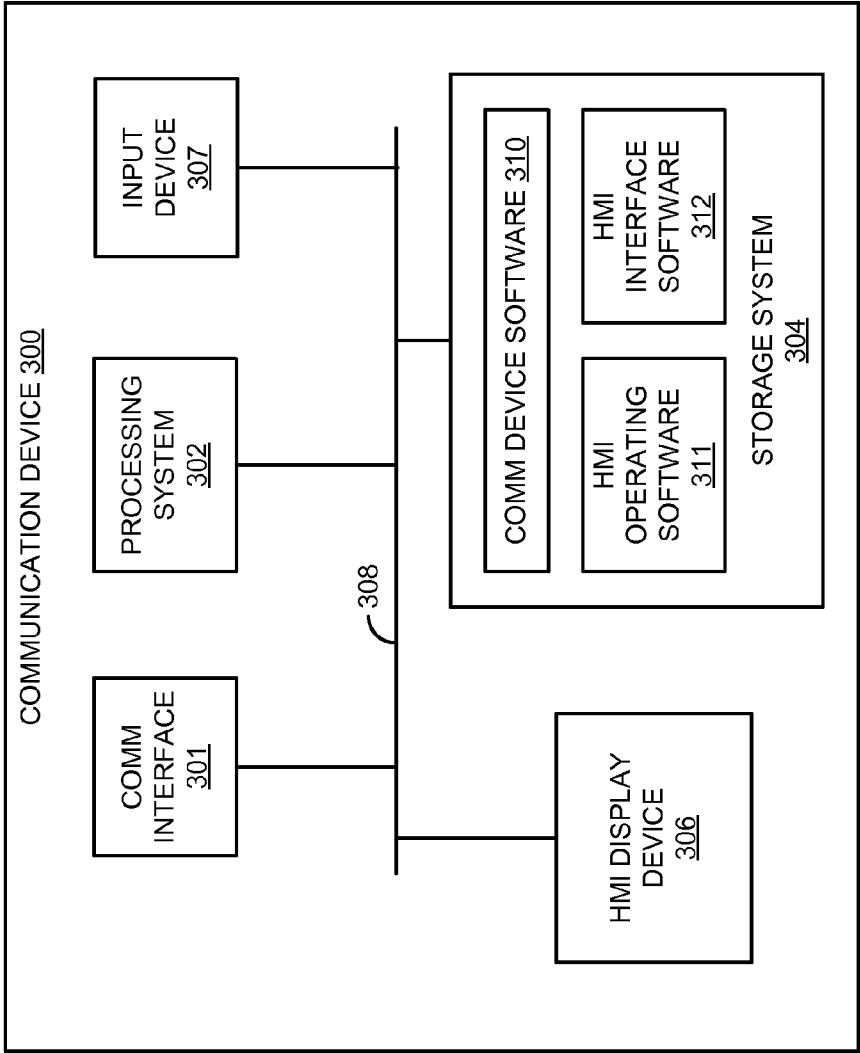 COMMUNICATION DEVICE 300
COMM
INTERFACE
301
PROCESSING
SYSTEM
302
INPUT
DEVICE
307
308
HMI DISPLAY
DEVICE
306
COMM DEVICE SOFTWARE 310
HMI
OPERATING
SOFTWARE
311
HMI
INTERFACE
SOFTWARE
312
STORAGE SYSTEM
304